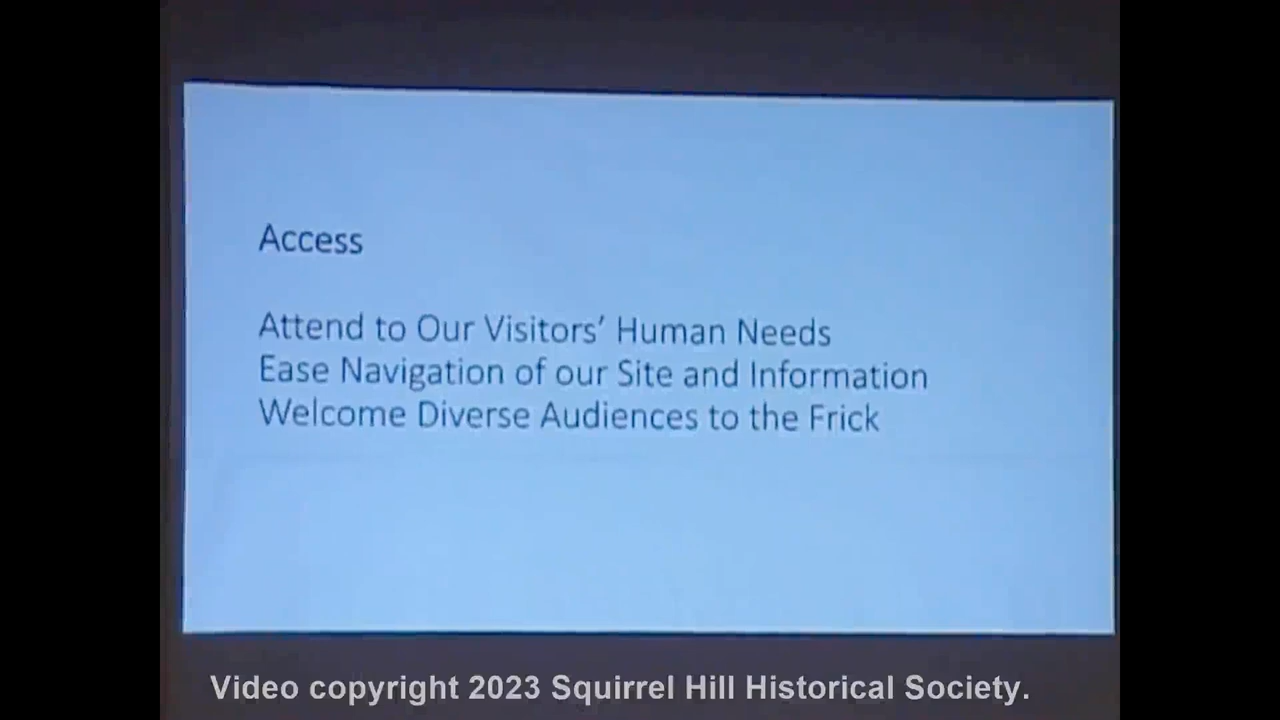 Access
Attend to Our Visitors’ Human Needs
Ease Navigation of our Site and Information
Welcome Diverse Audiences to the Frick
Video copyright 2023 Squirrel Hill Historical Society.